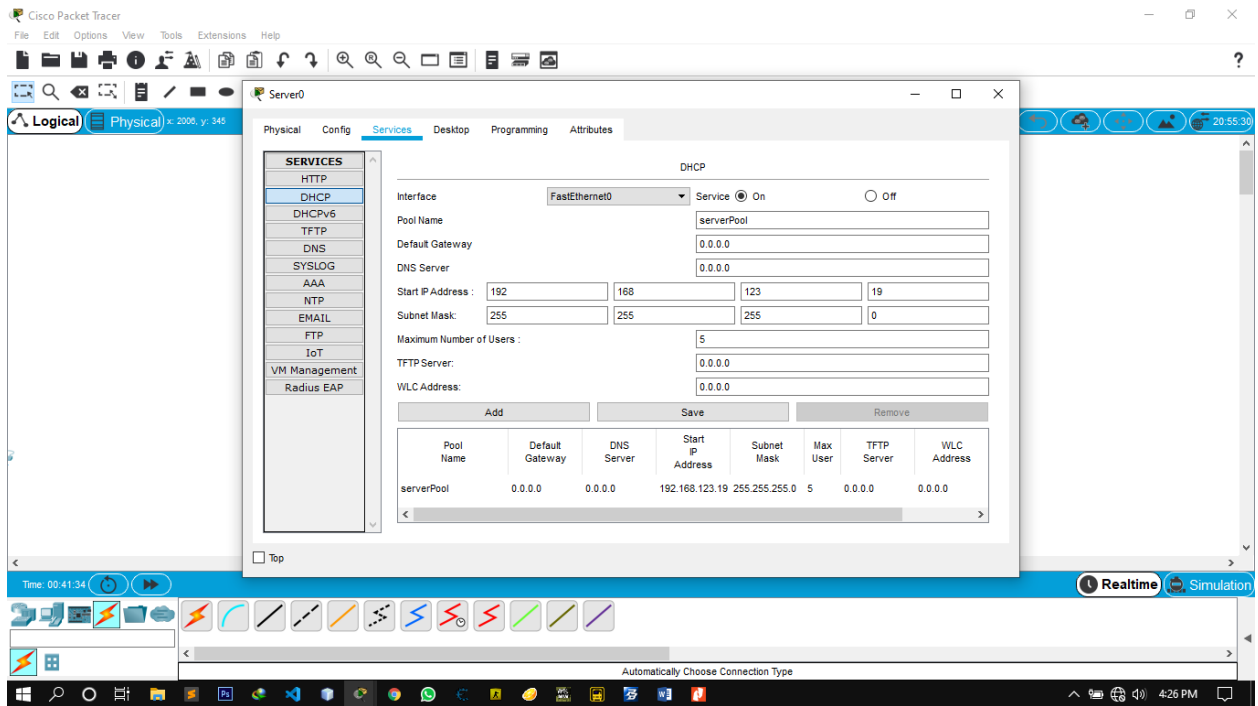 Cisco Packet Tracer
File Edit Options View Tools Extensions Help
?
Server0
Logical Physical x: 2006, y: 345 20:55:30
Physical Config Services Desktop Programming Attributes
SERVICES
HTTP
DHCP
DHCPv6
TFTP
DNS
SYSLOG
AAA
NTP
EMAIL
FTP
IoT
VM Management
Radius EAP
DHCP
Interface FastEthernet0 Service On Off
Pool Name serverPool
Default Gateway 0.0.0.0
DNS Server 0.0.0.0
Start IP Address : 192 168 123 19
Subnet Mask: 255 255 255 0
Maximum Number of Users : 5
TFTP Server: 0.0.0.0
WLC Address: 0.0.0.0
Add Save Remove
Pool Name Default Gateway DNS Server Start IP Address Subnet Mask Max User TFTP Server WLC Address
serverPool 0.0.0.0 0.0.0.0 192.168.123.19 255.255.255.0 5 0.0.0.0 0.0.0.0
Top
Time: 00:41:34 Realtime Simulation
Automatically Choose Connection Type
Ps W 4:26 PM